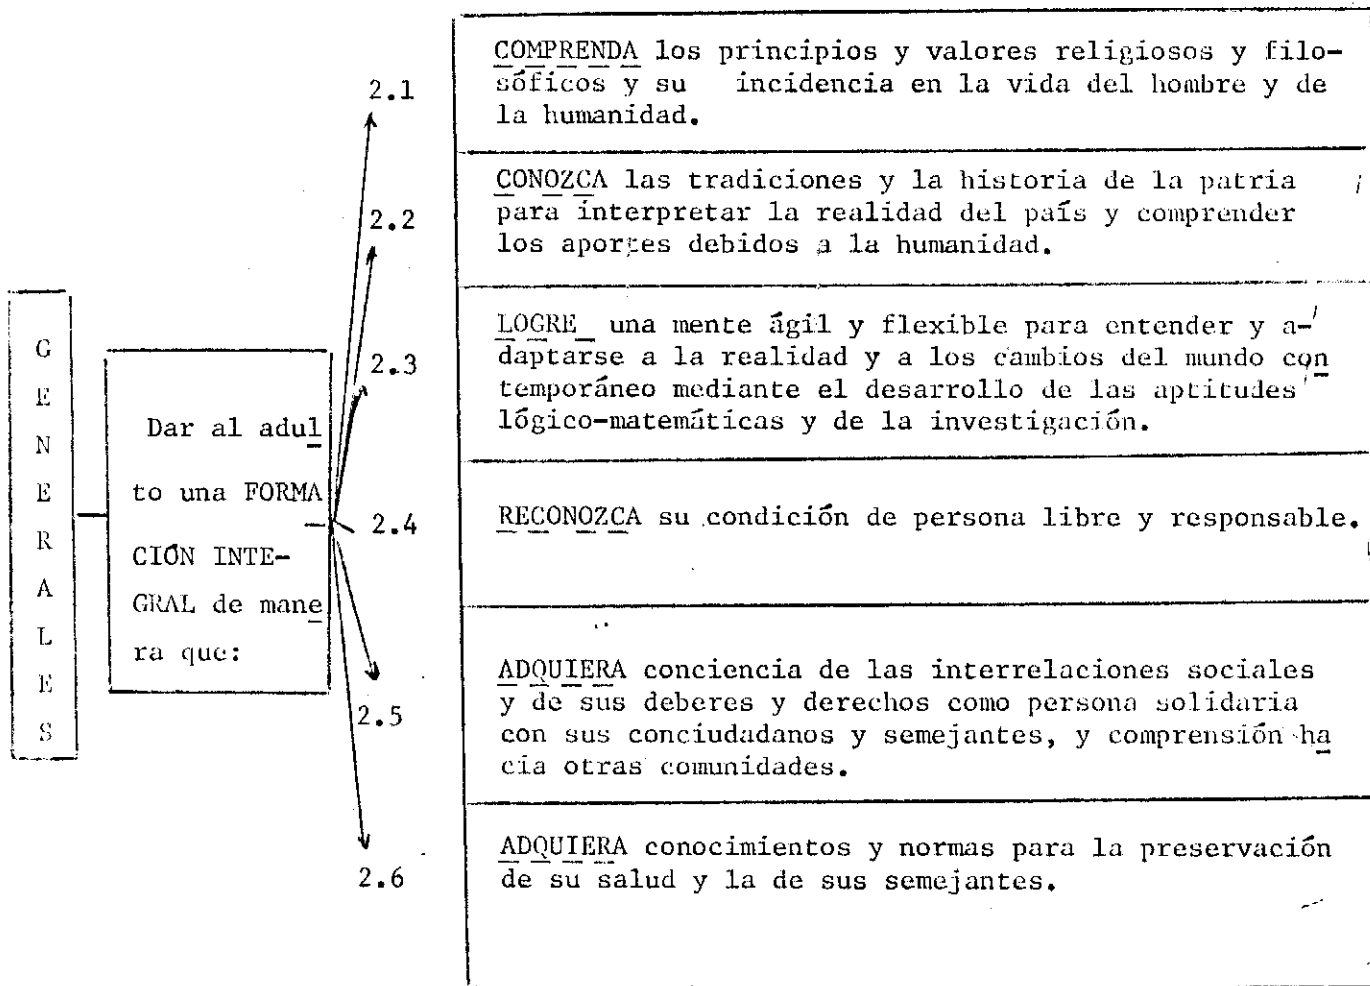 GENERALES
Dar al adul
to una FORMA
CIÓN INTE-
GRAL de mane
ra que:
2.1
COMPRENDA los principios y valores religiosos y filo-
sóficos y su incidencia en la vida del hombre y de
la humanidad.
2.2
CONOZCA las tradiciones y la historia de la patria
para interpretar la realidad del país y comprender
los aportes debidos a la humanidad.
2.3
LOGRE una mente ágil y flexible para entender y a-
daptarse a la realidad y a los cambios del mundo con
temporáneo mediante el desarrollo de las aptitudes
lógico-matemáticas y de la investigación.
2.4
RECONOZCA su condición de persona libre y responsable.
2.5
ADQUIERA conciencia de las interrelaciones sociales
y de sus deberes y derechos como persona solidaria
con sus conciudadanos y semejantes, y comprensión ha
cia otras comunidades.
2.6
ADQUIERA conocimientos y normas para la preservación
de su salud y la de sus semejantes.